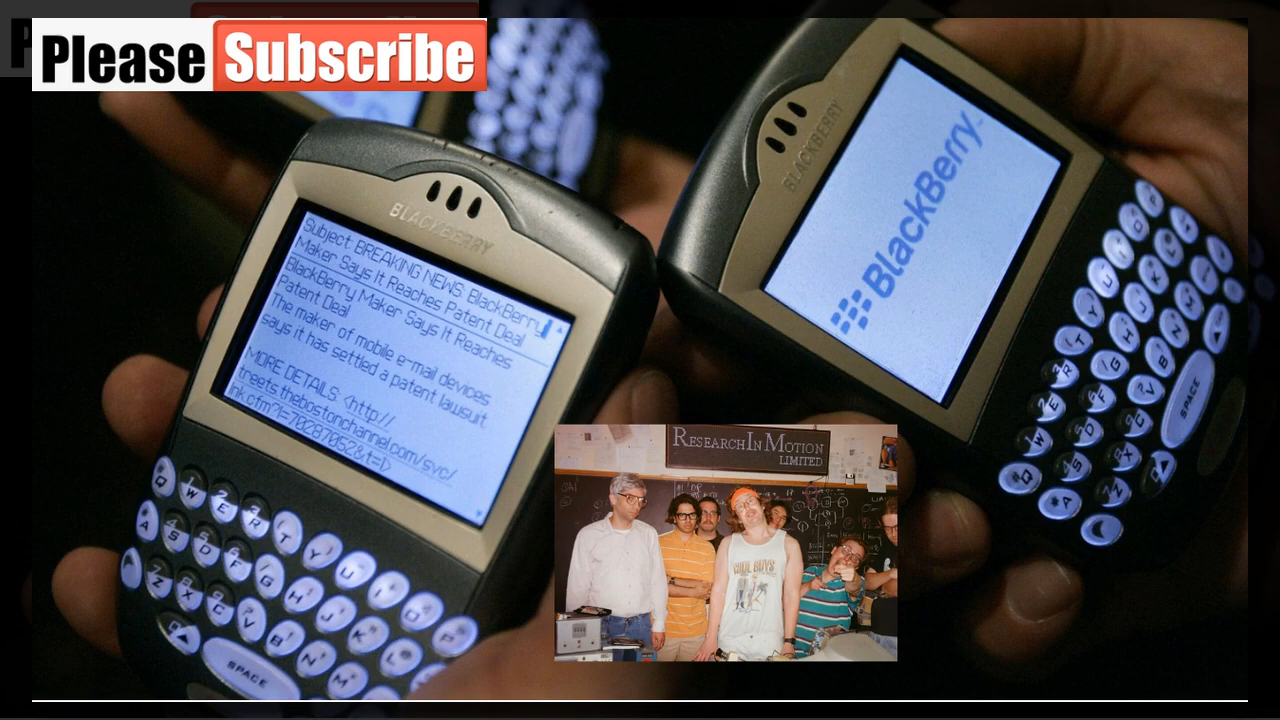 Please Subscribe
BLACKBERRY
Subject: BREAKING NEWS: BlackBerry
Maker Says It Reaches Patent Deal
BlackBerry Maker Says It Reaches
Patent Deal
The maker of mobile e-mail devices
says it has settled a patent lawsuit
MORE DETAILS: <http://
treets.thebostonchannel.com/svc/
BLACKBERRY
BlackBerry
RESEARCH IN MOTION
LIMITED
COOL GUYS
Q W E R T Y U I O P
A S D F G H J K L
Z X C V B N M
SPACE
Q W E R T Y U I O P
A S D F G H J K L
Z X C V B N M
SPACE